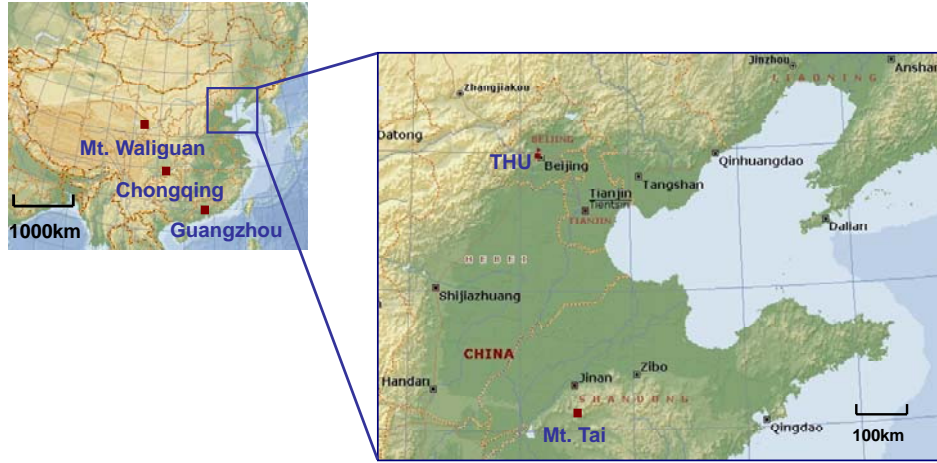 Mt. Waliguan
Chongqing
Guangzhou
1000km
Jinzhou
Anshan
LIAONING
Zhangjiakou
Datong
BEIJING
THU
Beijing
Qinhuangdao
Tangshan
Tianjin
Tientsin
TIANJIN
Dalian
HEBEI
Shijiazhuang
CHINA
Zibo
Handan
Jinan
SHANDONG
Mt. Tai
Qingdao
100km